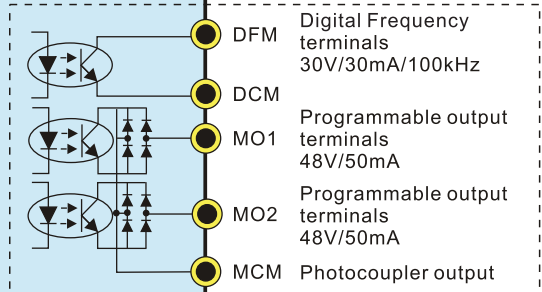 DFM
Digital Frequency
terminals
30V/30mA/100kHz
DCM
MO1
Programmable output
terminals
48V/50mA
MO2
Programmable output
terminals
48V/50mA
MCM
Photocoupler output